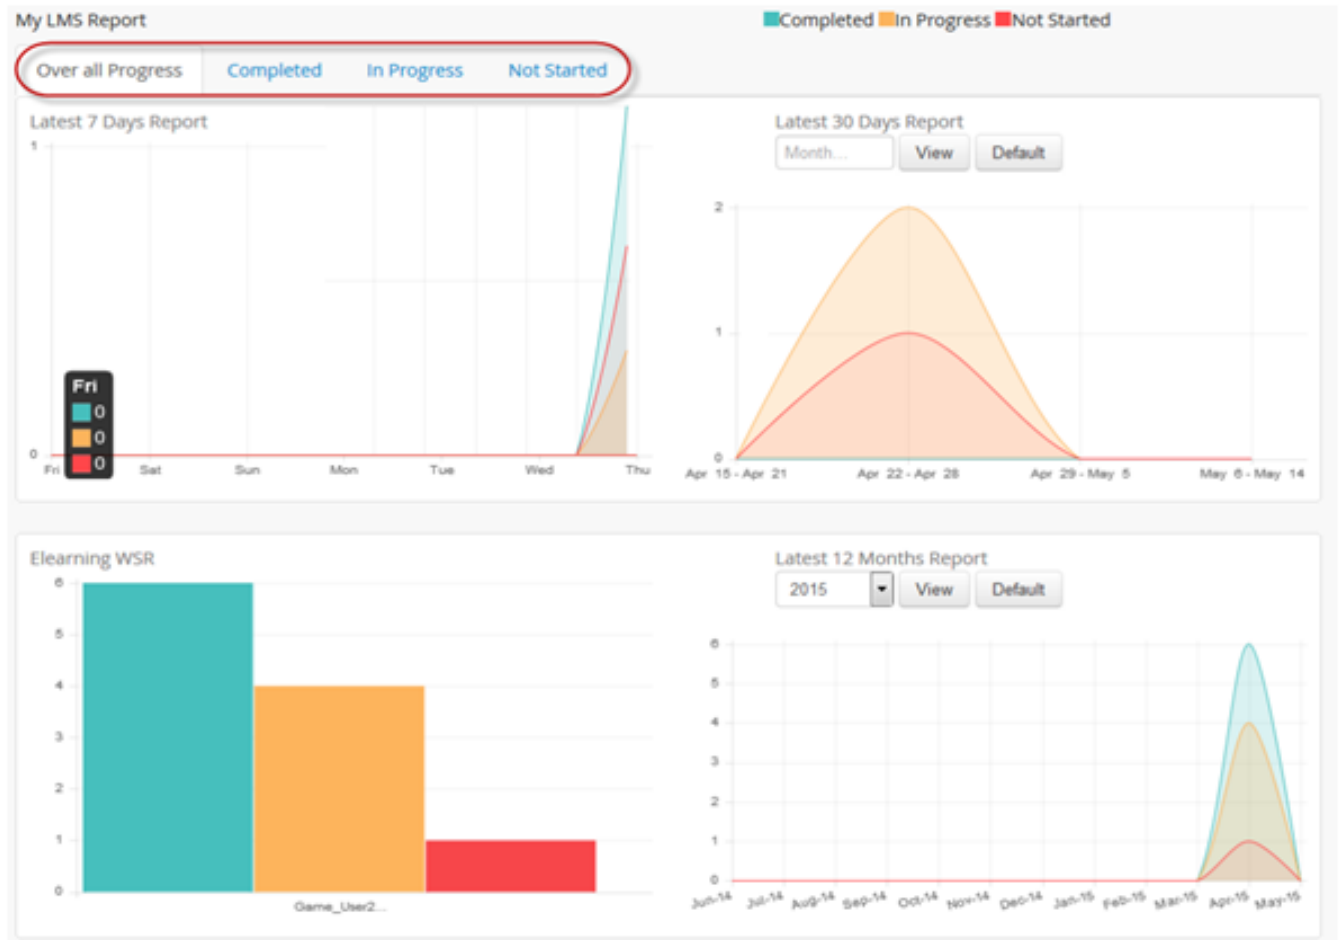 My LMS Report
Completed In Progress Not Started
Over all Progress Completed In Progress Not Started
Latest 7 Days Report
1
0
Fri
0
0
0
Fri Sat Sun Mon Tue Wed Thu
Latest 30 Days Report
Month... View Default
2
1
0
Apr 15 - Apr 21 Apr 22 - Apr 28 Apr 29 - May 5 May 6 - May 14
Elearning WSR
6
5
4
3
2
1
0
Game_User2...
Latest 12 Months Report
2015 View Default
6
5
4
3
2
1
0
Jun-14 Jul-14 Aug-14 Sep-14 Oct-14 Nov-14 Dec-14 Jan-15 Feb-15 Mar-15 Apr-15 May-15